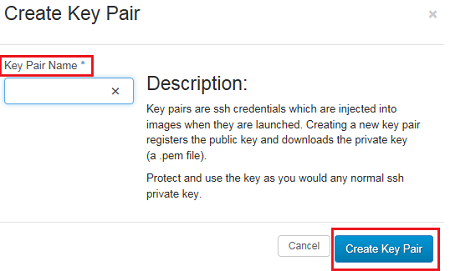 Create Key Pair
×
Key Pair Name *
×
Description:
Key pairs are ssh credentials which are injected into
images when they are launched. Creating a new key pair
registers the public key and downloads the private key
(a .pem file).
Protect and use the key as you would any normal ssh
private key.
Cancel
Create Key Pair